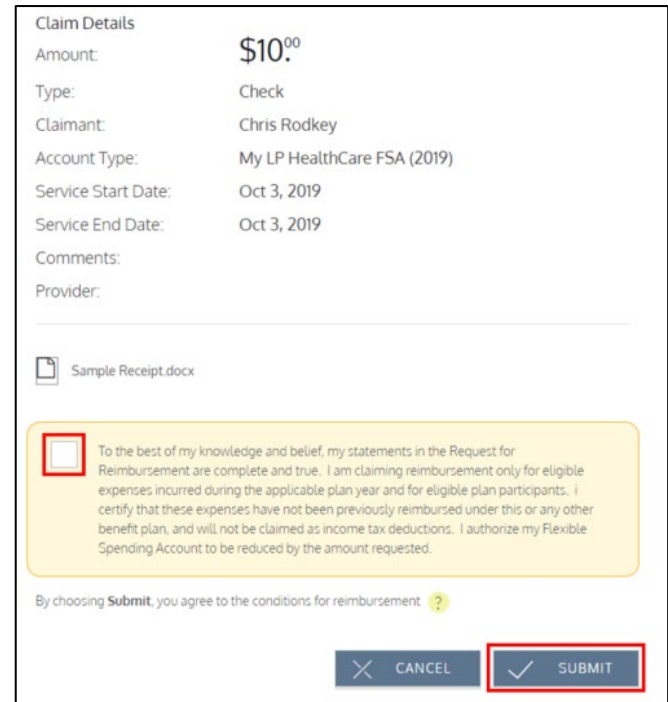 Claim Details
Amount: $10.00
Type: Check
Claimant: Chris Rodkey
Account Type: My LP HealthCare FSA (2019)
Service Start Date: Oct 3, 2019
Service End Date: Oct 3, 2019
Comments:
Provider:
Sample Receipt.docx
To the best of my knowledge and belief, my statements in the Request for
Reimbursement are complete and true. I am claiming reimbursement only for eligible
expenses incurred during the applicable plan year and for eligible plan participants. i
certify that these expenses have not been previously reimbursed under this or any other
benefit plan, and will not be claimed as income tax deductions. I authorize my Flexible
Spending Account to be reduced by the amount requested.
By choosing Submit, you agree to the conditions for reimbursement ?
CANCEL SUBMIT